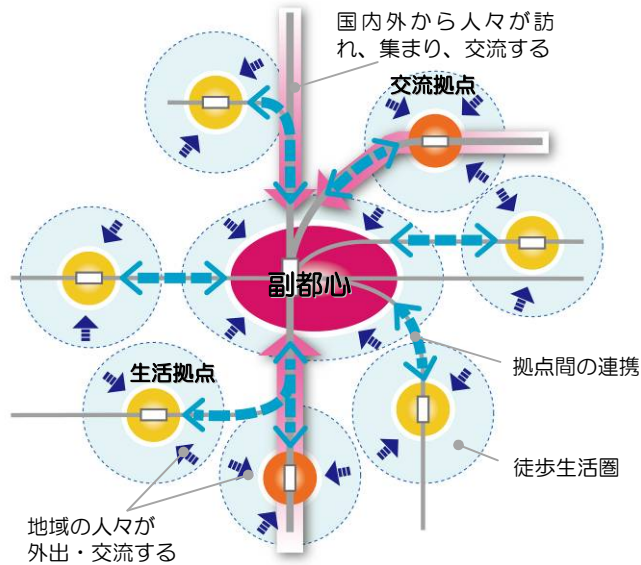 国内外から人々が訪
れ、集まり、交流する
交流拠点
副都心
生活拠点
拠点間の連携
徒歩生活圏
地域の人々が
外出・交流する